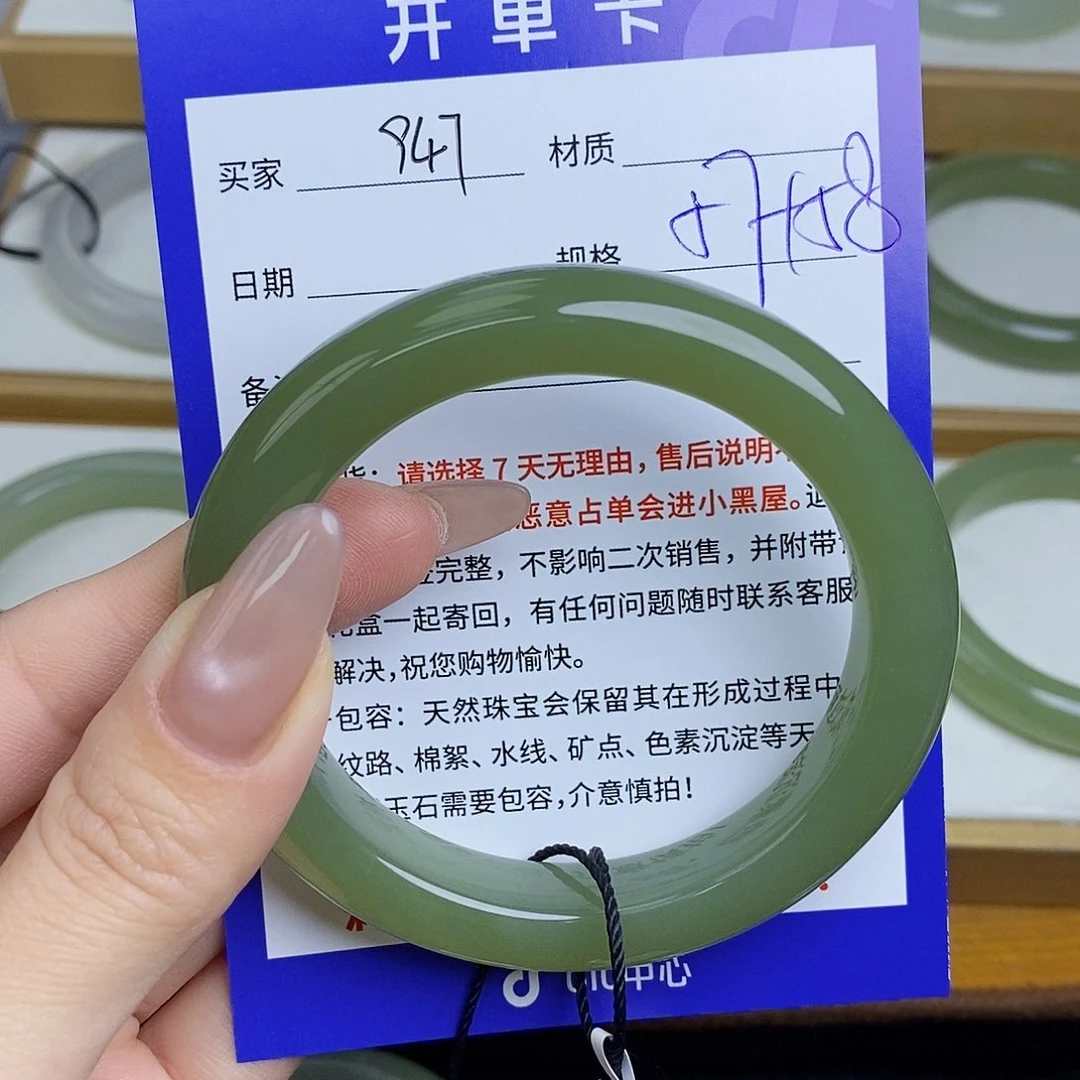 开单卡
买家 947 材质
日期 规格
备
货：请选择 7 天无理由，售后说明
恶意占单会进小黑屋。
完整，不影响二次销售，并附带
礼盒一起寄回，有任何问题随时联系客服
解决，祝您购物愉快。
包容：天然珠宝会保留其在形成过程中
纹路、棉絮、水线、矿点、色素沉淀等天
玉石需要包容，介意慎拍！
中心